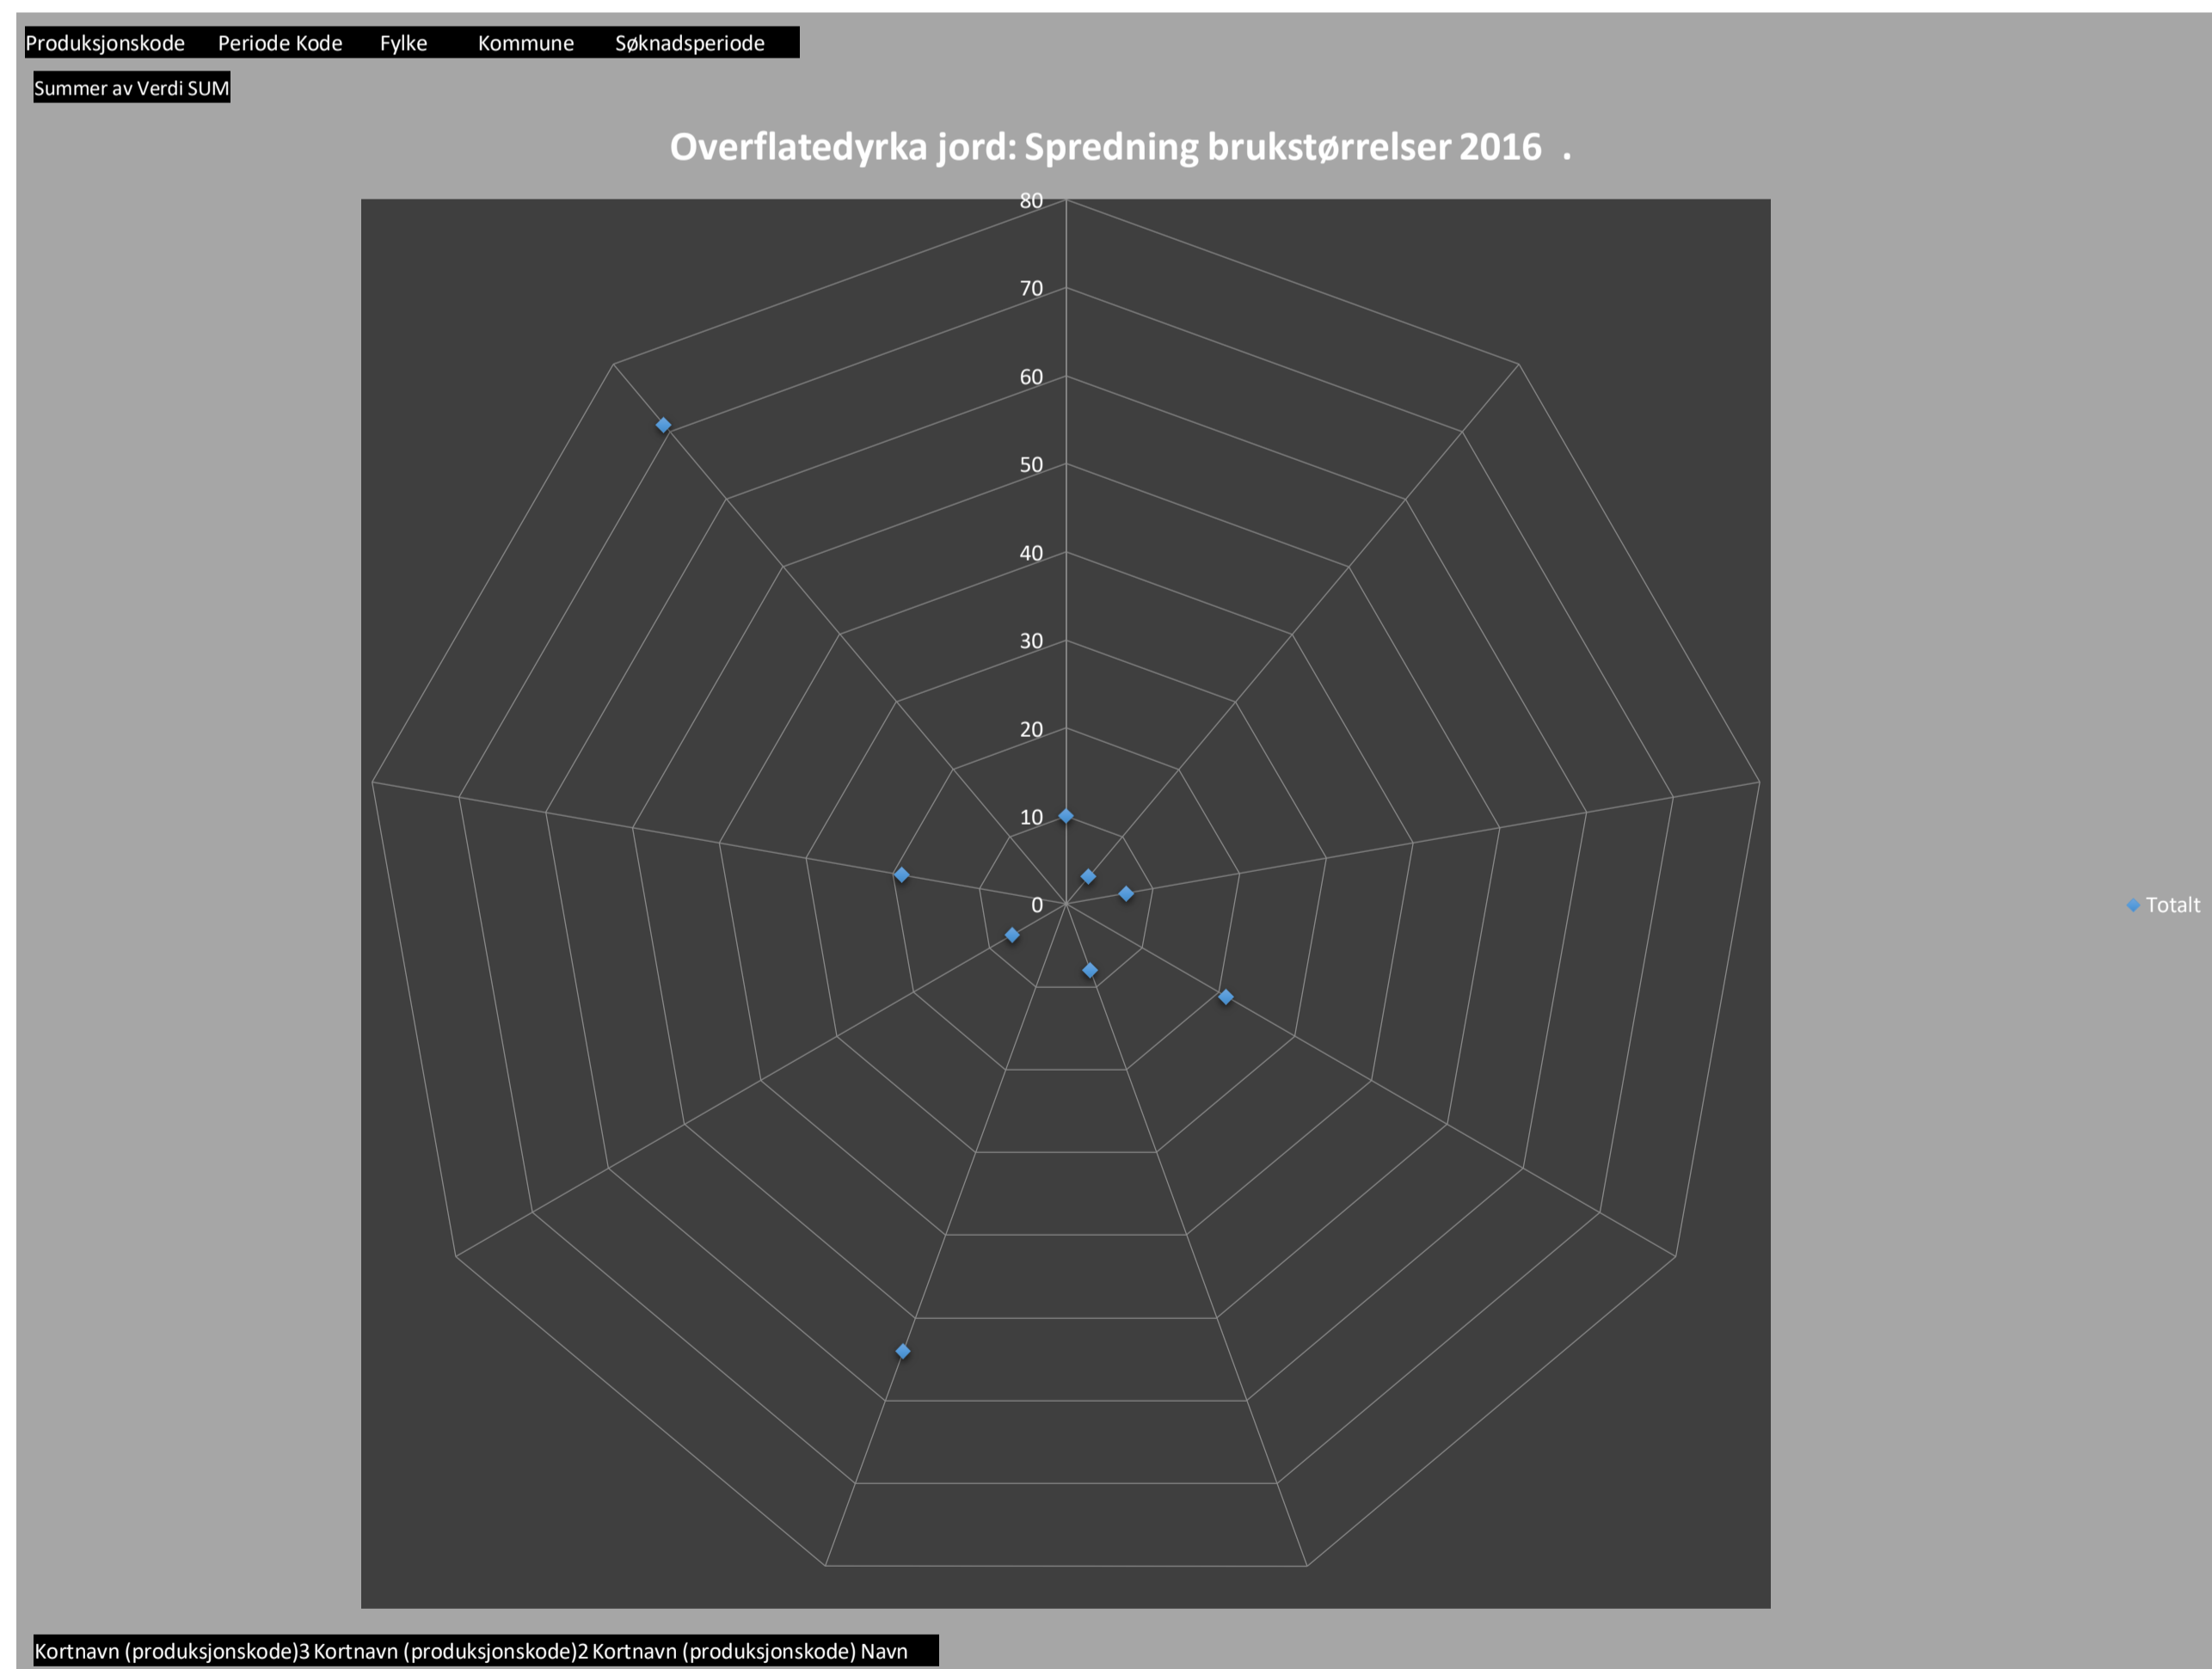 Produksjonskode Periode Kode Fylke Kommune Søknadsperiode
Summer av Verdi SUM
Overflatedyrka jord: Spredning brukstørrelser 2016 .
80
70
60
50
40
30
20
10
0
Totalt
Kortnavn (produksjonskode)3 Kortnavn (produksjonskode)2 Kortnavn (produksjonskode) Navn